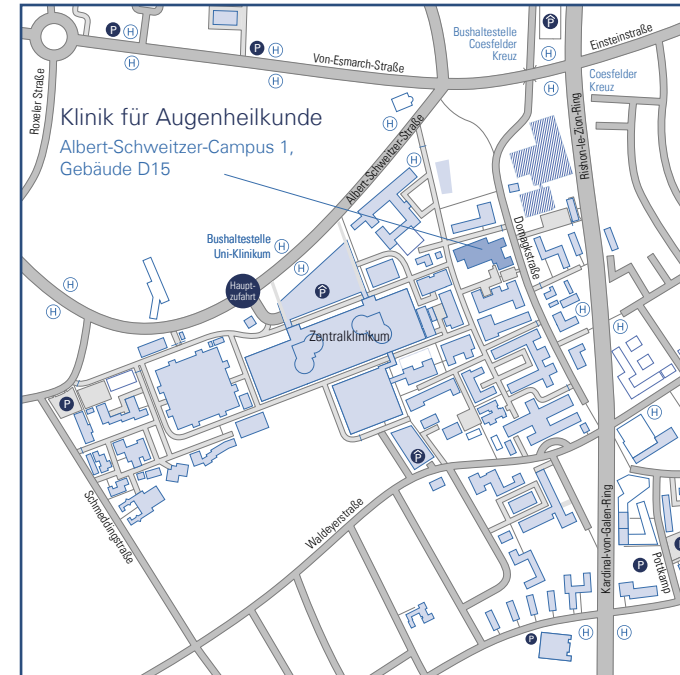 P
H
H
P
H
H
Von-Esmarch-Straße
Bushaltestelle
Coesfelder
Kreuz
P
H
H
Einsteinstraße
Coesfelder
Kreuz
Roxeler Straße
Klinik für Augenheilkunde
Albert-Schweitzer-Campus 1,
Gebäude D15
Albert-Schweitzer-Straße
H
H
Rishon-le-Zion-Ring
Domagkstraße
Bushaltestelle
Uni-Klinikum
H
H
H
H
Haupt-
zufahrt
P
H
H
Zentralklinikum
P
H
P
Schmeddingstraße
Waldeyerstraße
Kardinal-von-Galen-Ring
P
Pottkamp
P
P
H
H